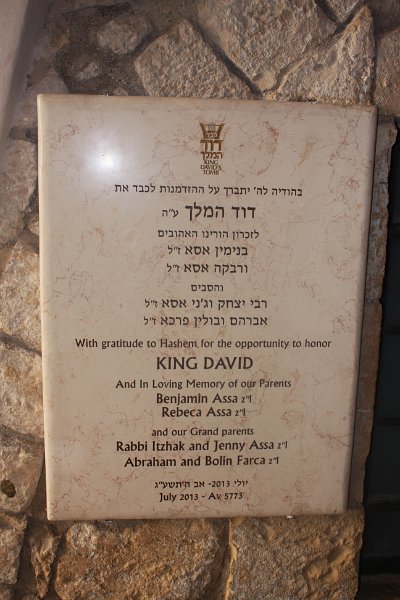 דוד
המלך
KING
DAVID'S
TOMB
בהודיה לה' יתברך על ההזדמנות לכבד את
דוד המלך ע"ה
לזכרון הורינו האהובים
בנימין אסא ז"ל
ורבקה אסא ז"ל
והסבים
רבי יצחק וג'ני אסא ז"ל
אברהם ובולין פרכא ז"ל
With gratitude to Hashem for the opportunity to honor
KING DAVID
And In Loving Memory of our Parents
Benjamin Assa z"l
Rebeca Assa z"l
and our Grand parents
Rabbi Itzhak and Jenny Assa z"l
Abraham and Bolin Farca z"l
יולי 2013- אב ה'תשע"ג
July 2013 - Av 5773